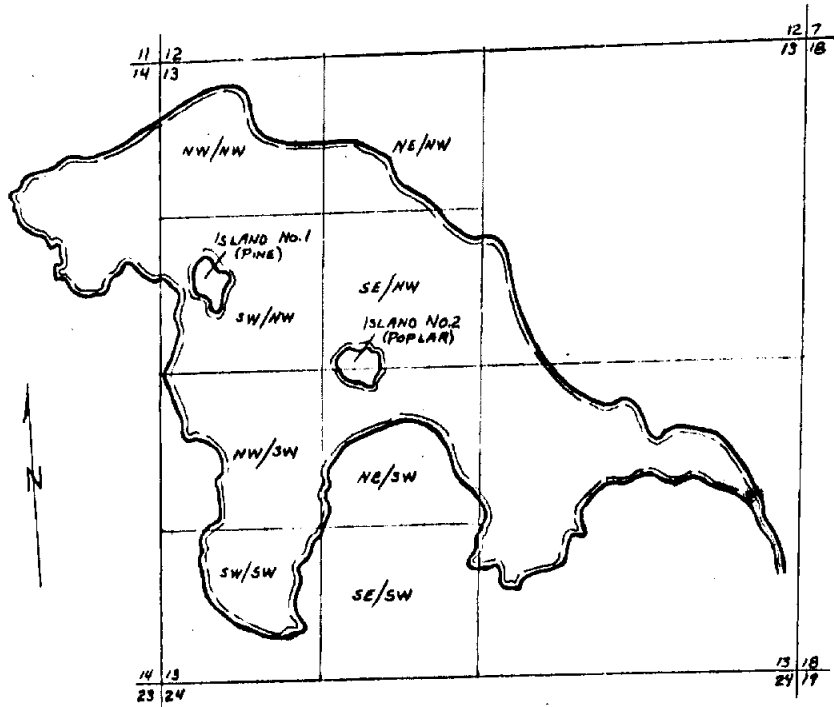 11 12
14 13
12 7
13 18
NW/NW
NE/NW
ISLAND NO.1
(PINE)
SE/NW
SW/NW
ISLAND NO.2
(POPLAR)
N
NW/SW
NE/SW
SW/SW
SE/SW
14 13
23 24
13 18
24 19